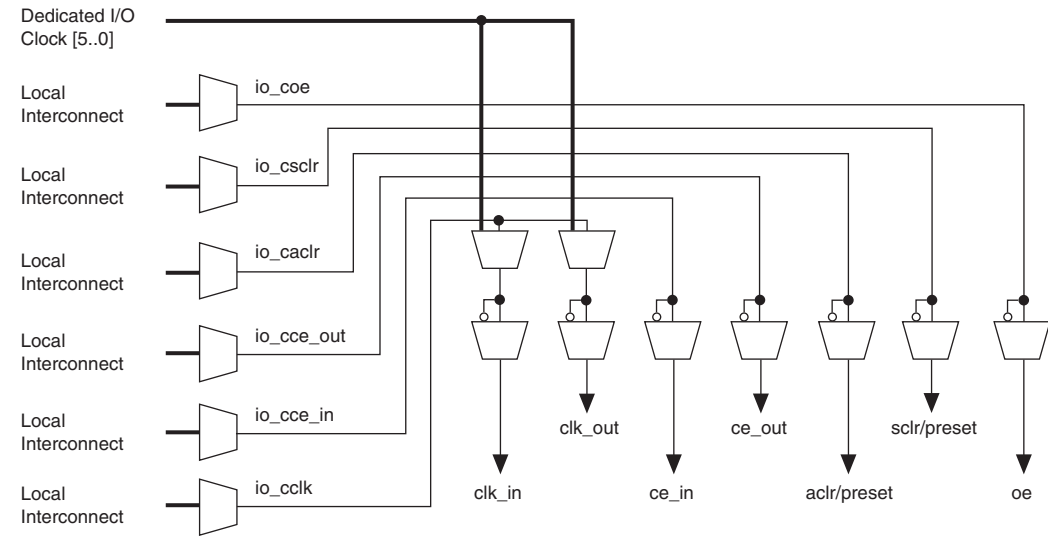 Dedicated I/O
Clock [5..0]
Local
Interconnect
io_coe
Local
Interconnect
io_csclr
Local
Interconnect
io_caclr
Local
Interconnect
io_cce_out
Local
Interconnect
io_cce_in
Local
Interconnect
io_cclk
clk_out
ce_out
sclr/preset
clk_in
ce_in
aclr/preset
oe